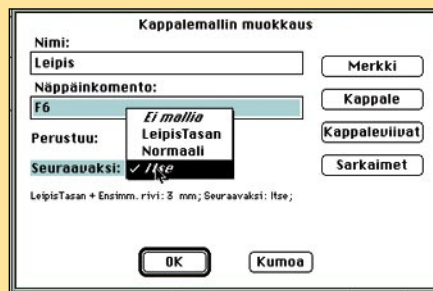 Kappalemallin muokkaus
Nimi:
Leipis
Näppäinkomento:
F6
Perustuu:
Seuraavaksi:
Ei mallia
LeipisTasan
Normaali
✓ Itse
LeipisTasan + Ensimm. rivi: 3 mm; Seuraavaksi: Itse;
Merkki
Kappale
Kappaleviivat
Sarkaimet
OK
Kumoa